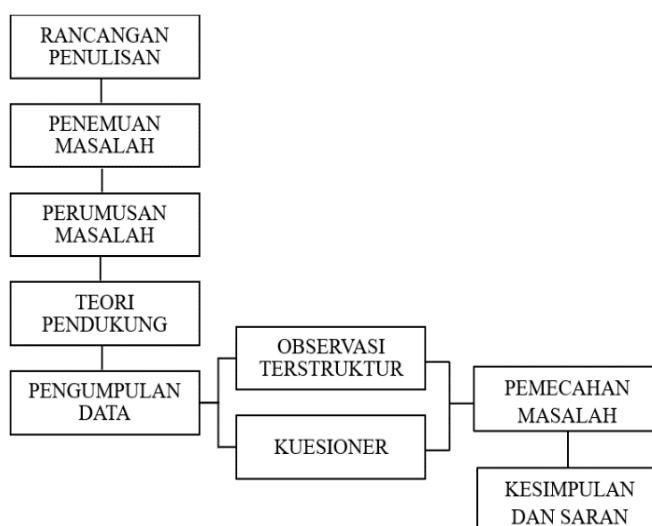 RANCANGAN
PENULISAN
PENEMUAN
MASALAH
PERUMUSAN
MASALAH
TEORI
PENDUKUNG
PENGUMPULAN
DATA
OBSERVASI
TERSTRUKTUR
KUESIONER
PEMECAHAN
MASALAH
KESIMPULAN
DAN SARAN